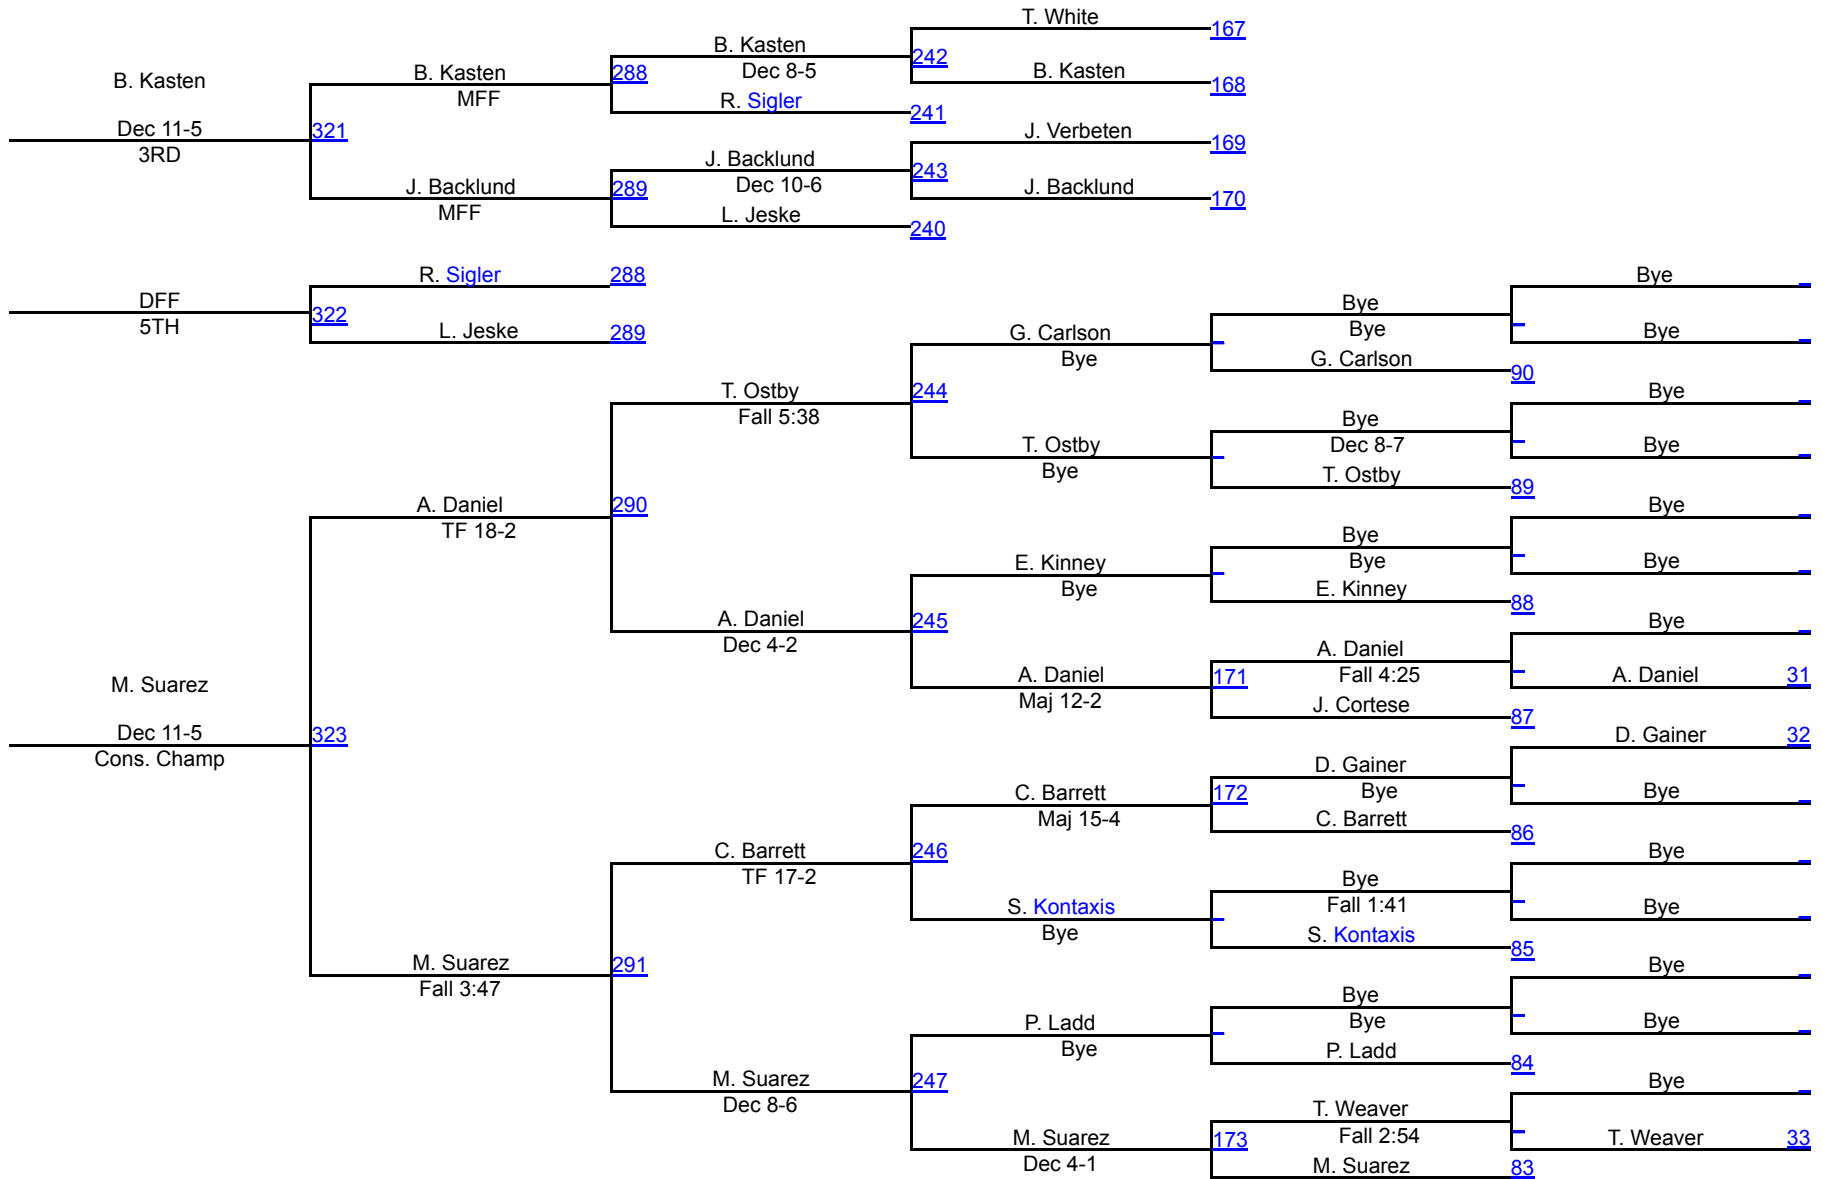 T. White 167
B. Kasten
242
B. Kasten
B. Kasten
288
Dec 8-5
B. Kasten
168
MFF
R. Sigler
241
Dec 11-5
321
J. Verbeten
169
3RD
J. Backlund
243
J. Backlund
289
Dec 10-6
J. Backlund
170
MFF
L. Jeske
240
R. Sigler 288
Bye
DFF
322
Bye
5TH
L. Jeske 289
G. Carlson
Bye
Bye
Bye
G. Carlson
90
T. Ostby
244
Bye
Fall 5:38
Bye
T. Ostby
Dec 8-7
Bye
Bye
T. Ostby
89
A. Daniel
290
Bye
TF 18-2
Bye
E. Kinney
Bye
Bye
Bye
E. Kinney
88
A. Daniel
245
Bye
Dec 4-2
A. Daniel
A. Daniel
171
Fall 4:25
A. Daniel 31
M. Suarez
Maj 12-2
J. Cortese
87
Dec 11-5
323
D. Gainer 32
Cons. Champ
D. Gainer
C. Barrett
172
Bye
Bye
Maj 15-4
C. Barrett
86
C. Barrett
246
Bye
TF 17-2
Bye
S. Kontaxis
Fall 1:41
Bye
Bye
S. Kontaxis
85
M. Suarez
291
Bye
Fall 3:47
Bye
P. Ladd
Bye
Bye
Bye
P. Ladd
84
M. Suarez
247
Bye
Dec 8-6
T. Weaver
M. Suarez
173
Fall 2:54
T. Weaver 33
Dec 4-1
M. Suarez
83